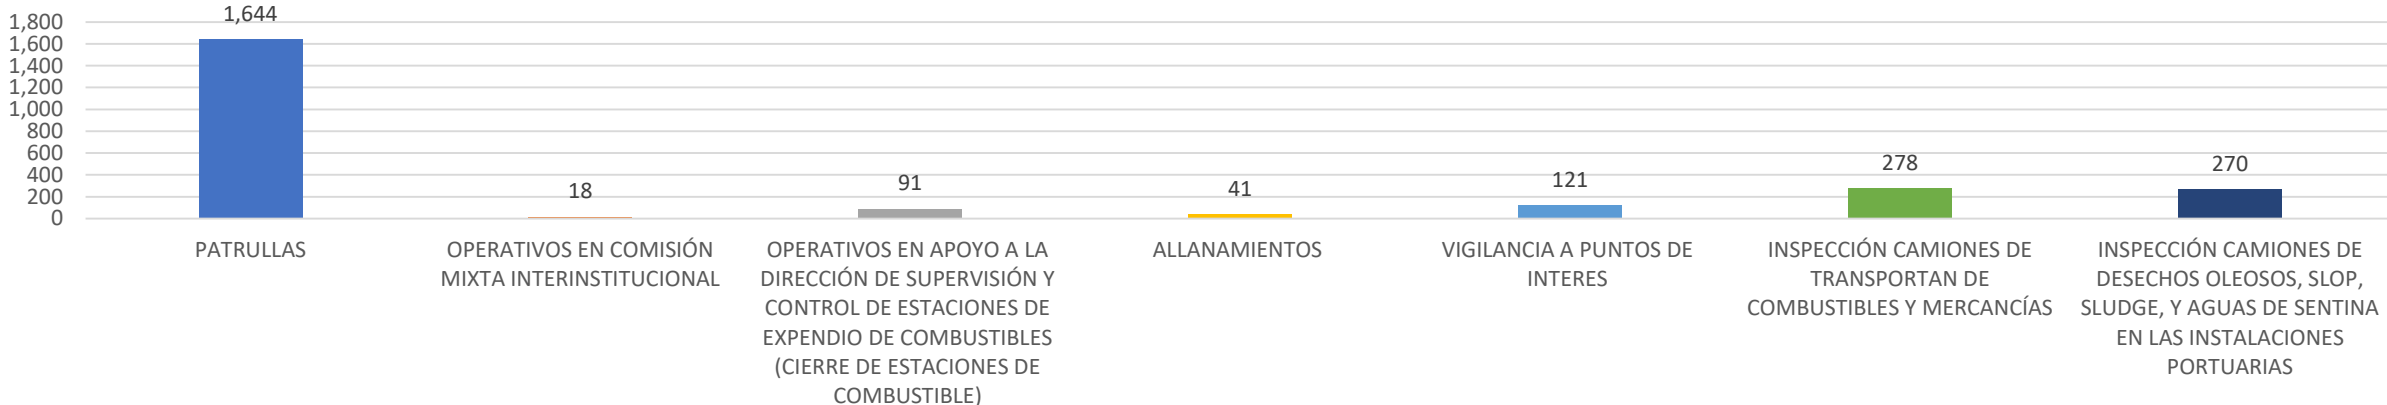 1,800
1,600
1,400
1,200
1,000
800
600
400
200
0
1,644
18
91
41
121
278
270
PATRULLAS
OPERATIVOS EN COMISIÓN
MIXTA INTERINSTITUCIONAL
OPERATIVOS EN APOYO A LA
DIRECCIÓN DE SUPERVISIÓN Y
CONTROL DE ESTACIONES DE
EXPENDIO DE COMBUSTIBLES
(CIERRE DE ESTACIONES DE
COMBUSTIBLE)
ALLANAMIENTOS
VIGILANCIA A PUNTOS DE
INTERES
INSPECCIÓN CAMIONES DE
TRANSPORTAN DE
COMBUSTIBLES Y MERCANCÍAS
INSPECCIÓN CAMIONES DE
DESECHOS OLEOSOS, SLOP,
SLUDGE, Y AGUAS DE SENTINA
EN LAS INSTALACIONES
PORTUARIAS